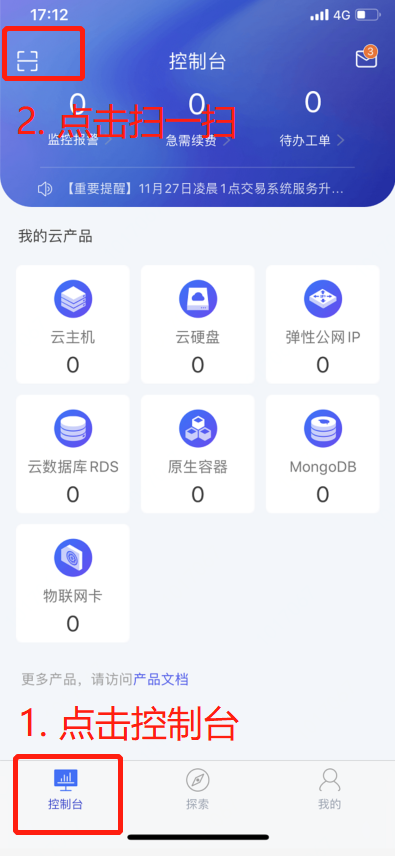 17:12
4G
控制台
3
0 0 0
2. 点击扫一扫
监控报警 急需续费 待办工单
【重要提醒】11月27日凌晨1点交易系统服务升...
我的云产品
云主机 云硬盘 弹性公网IP
0 0 0
云数据库RDS 原生容器 MongoDB
0 0 0
物联网卡
0
更多产品，请访问产品文档
1. 点击控制台
控制台 探索 我的